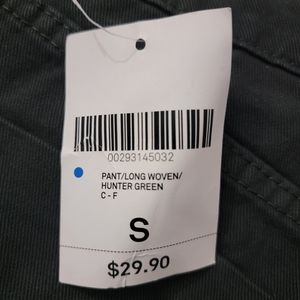 00293145032
PANT/LONG WOVEN/
HUNTER GREEN
C - F
S
$29.90